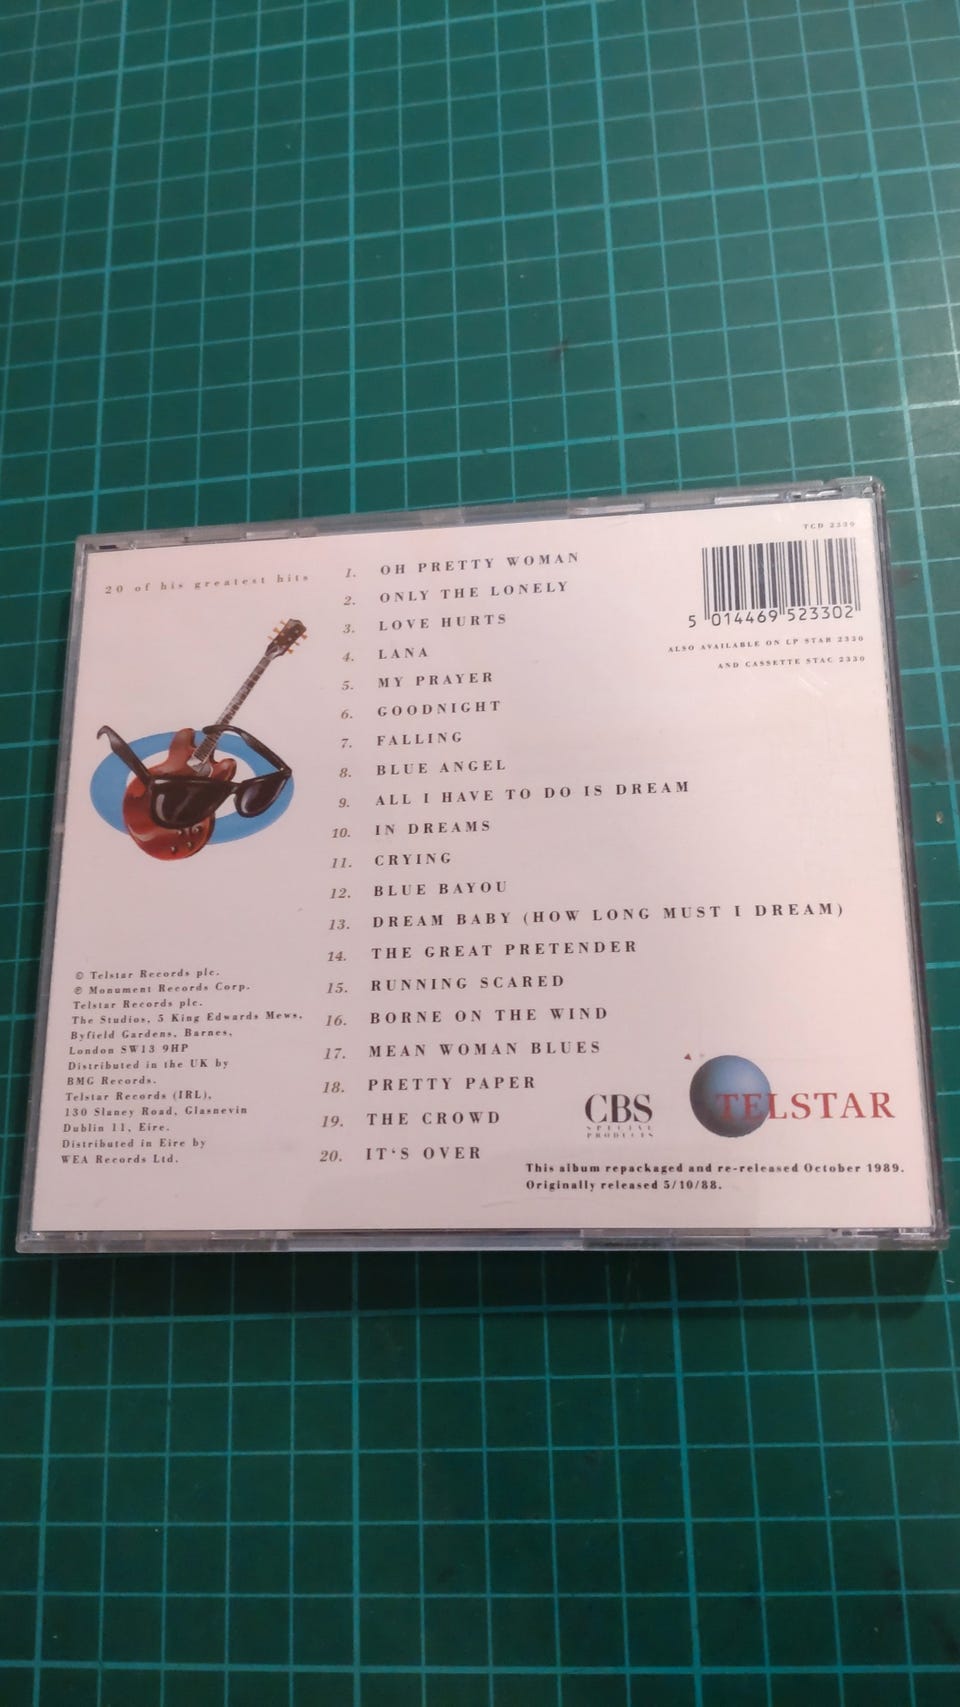 TCD 2330
20 of his greatest hits
1. OH PRETTY WOMAN
2. ONLY THE LONELY
3. LOVE HURTS
4. LANA
5. MY PRAYER
6. GOODNIGHT
7. FALLING
8. BLUE ANGEL
9. ALL I HAVE TO DO IS DREAM
10. IN DREAMS
11. CRYING
12. BLUE BAYOU
13. DREAM BABY (HOW LONG MUST I DREAM)
14. THE GREAT PRETENDER
15. RUNNING SCARED
16. BORNE ON THE WIND
17. MEAN WOMAN BLUES
18. PRETTY PAPER
19. THE CROWD
20. IT'S OVER
5 014469 523302
ALSO AVAILABLE ON LP STAR 2330
AND CASSETTE STAC 2330
© Telstar Records plc.
℗ Monument Records Corp.
Telstar Records plc.
The Studios, 5 King Edwards Mews,
Byfield Gardens, Barnes,
London SW13 9HP
Distributed in the UK by
BMG Records.
Telstar Records (IRL),
130 Slaney Road, Glasnevin
Dublin 11, Eire.
Distributed in Eire by
WEA Records Ltd.
CBS
SPECIAL
PRODUCTS
TELSTAR
This album repackaged and re-released October 1989.
Originally released 5/10/88.